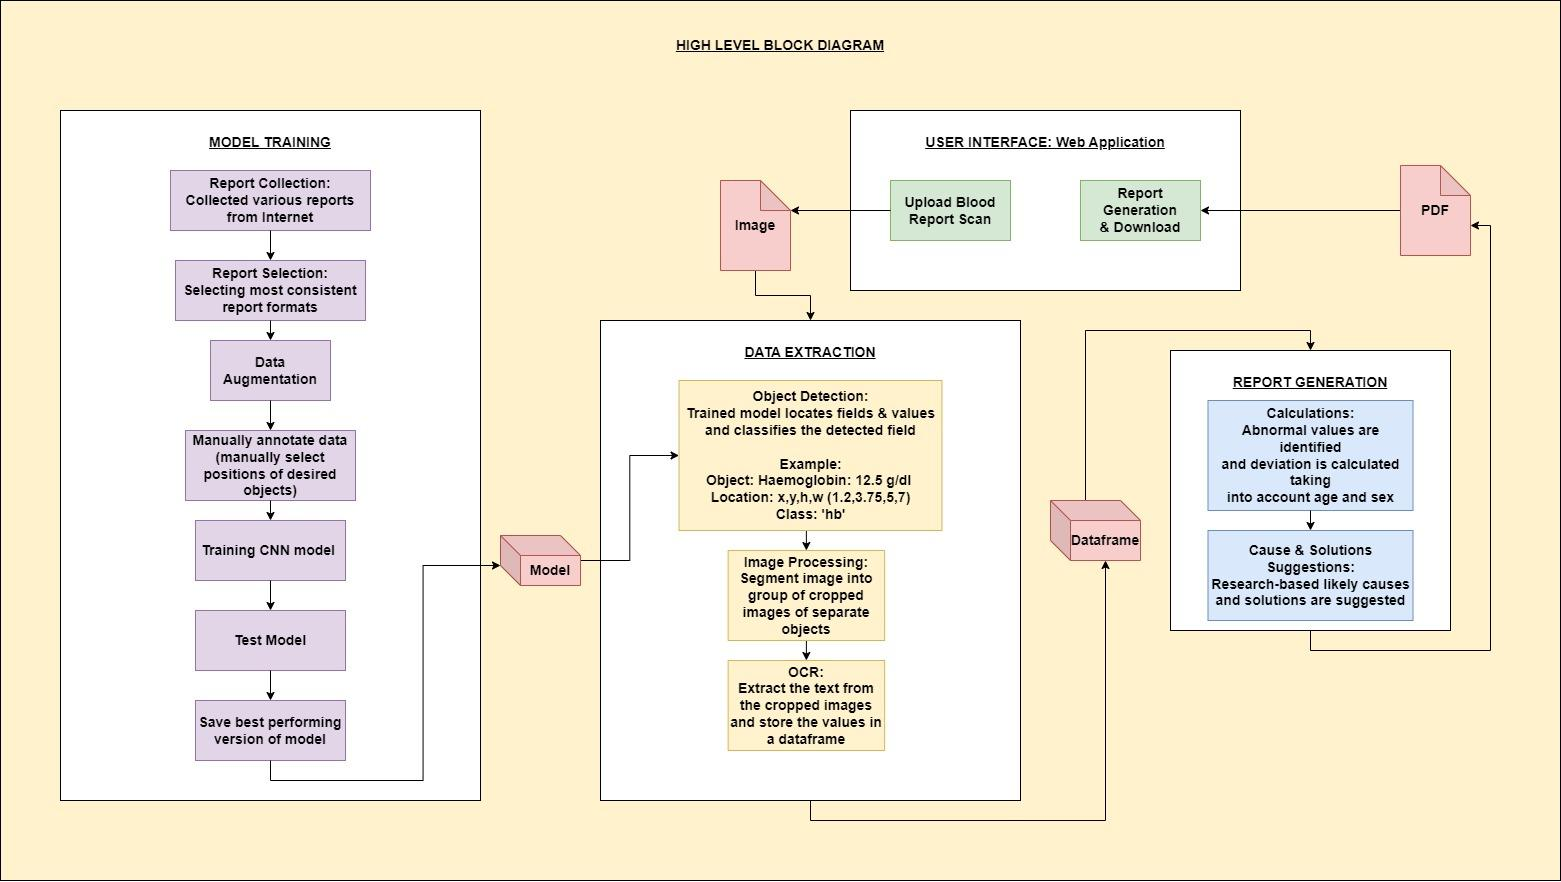 HIGH LEVEL BLOCK DIAGRAM
MODEL TRAINING
Report Collection:
Collected various reports
from Internet
Report Selection:
Selecting most consistent
report formats
Data
Augmentation
Manually annotate data
(manually select
positions of desired
objects)
Training CNN model
Test Model
Save best performing
version of model
Model
USER INTERFACE: Web Application
Upload Blood
Report Scan
Report
Generation
& Download
Image
PDF
DATA EXTRACTION
Object Detection:
Trained model locates fields & values
and classifies the detected field
Example:
Object: Haemoglobin: 12.5 g/dl
Location: x,y,h,w (1.2,3.75,5,7)
Class: 'hb'
Image Processing:
Segment image into
group of cropped
images of separate
objects
OCR:
Extract the text from
the cropped images
and store the values in
a dataframe
Dataframe
REPORT GENERATION
Calculations:
Abnormal values are
identified
and deviation is calculated
taking
into account age and sex
Cause & Solutions
Suggestions:
Research-based likely causes
and solutions are suggested